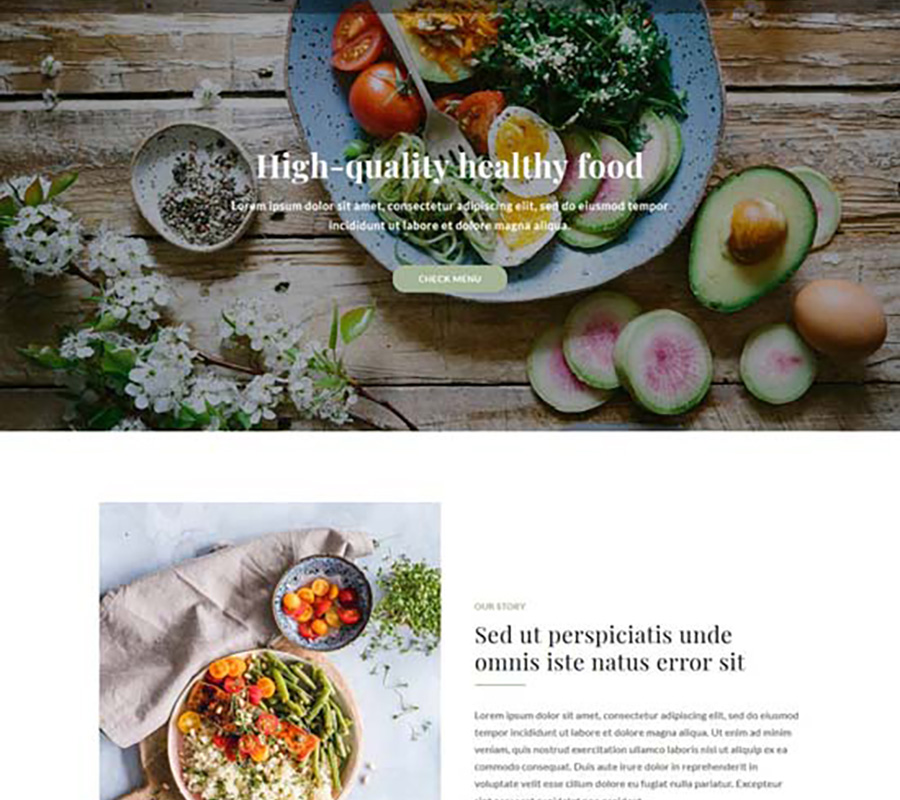 High-quality healthy food
Lorem ipsum dolor sit amet, consectetur adipiscing elit, sed do eiusmod tempor
incididunt ut labore et dolore magna aliqua.
CHECK MENU
OUR STORY
Sed ut perspiciatis unde
omnis iste natus error sit
Lorem ipsum dolor sit amet, consectetur adipiscing elit, sed do eiusmod
tempor incididunt ut labore et dolore magna aliqua. Ut enim ad minim
veniam, quis nostrud exercitation ullamco laboris nisi ut aliquip ex ea
commodo consequat. Duis aute irure dolor in reprehenderit in
voluptate velit esse cillum dolore eu fugiat nulla pariatur. Excepteur